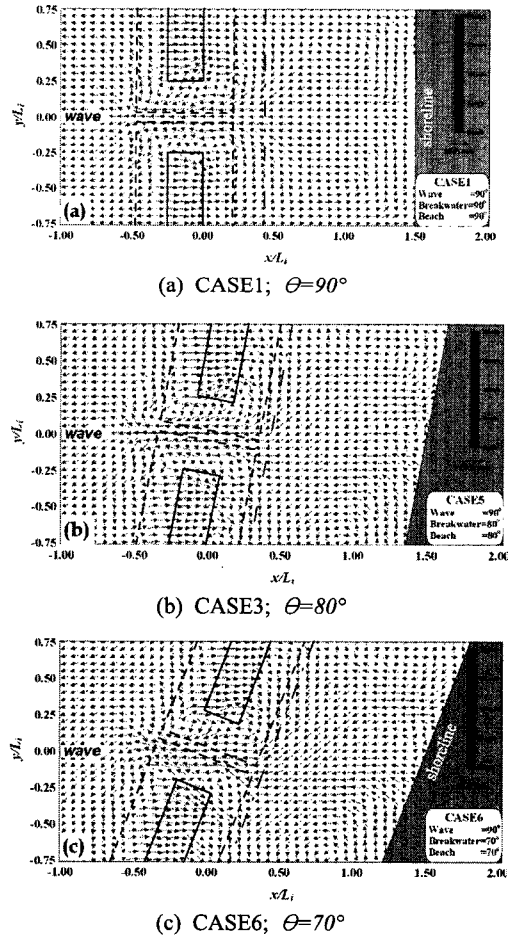 0.75
0.50
0.25
0.00
-0.25
-0.50
-0.75
y/Li
wave
shoreline
(a)
CASE1
Wave =90°
Breakwater=90°
Beach =90°
-1.00 -0.50 0.00 0.50 1.00 1.50 2.00
x/Li
(a) CASE1; Θ=90°
0.75
0.50
0.25
0.00
-0.25
-0.50
-0.75
y/Li
wave
(b)
CASE5
Wave =90°
Breakwater=80°
Beach =80°
-1.00 -0.50 0.00 0.50 1.00 1.50 2.00
x/Li
(b) CASE3; Θ=80°
0.75
0.50
0.25
0.00
-0.25
-0.50
-0.75
y/Li
wave
shoreline
(c)
CASE6
Wave =90°
Breakwater=70°
Beach =70°
-1.00 -0.50 0.00 0.50 1.00 1.50 2.00
x/Li
(c) CASE6; Θ=70°